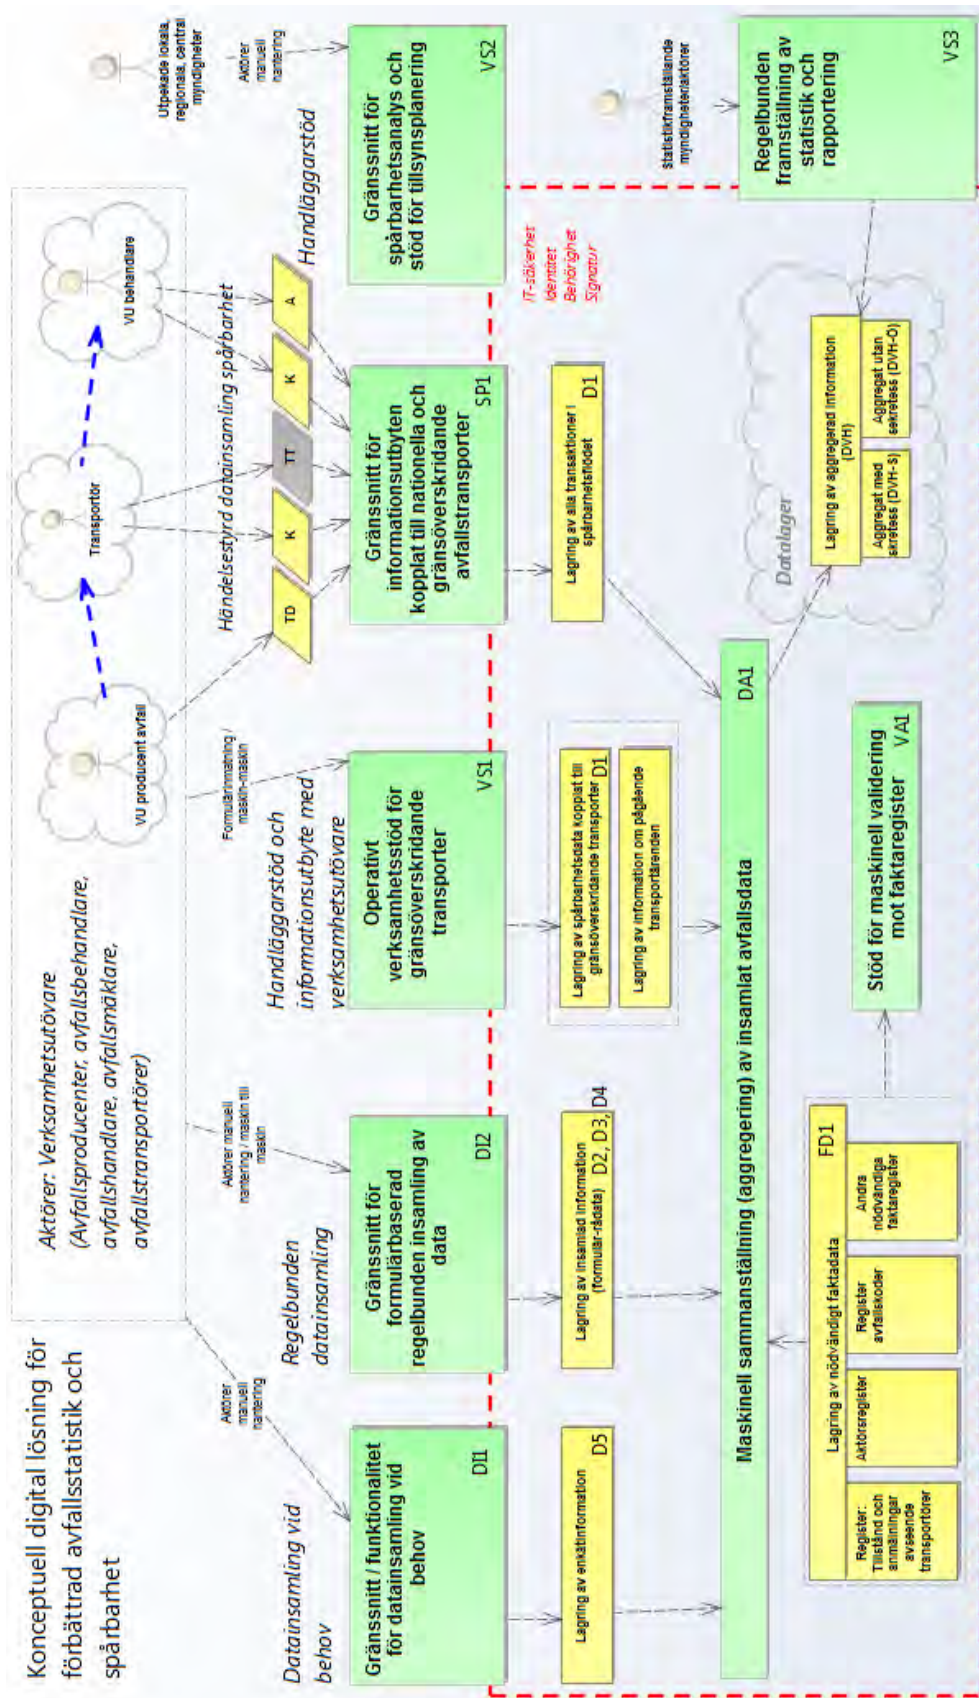 Konceptuell digital lösning för
förbättrad avfallsstatistik och
spårbarhet
Aktörer: Verksamhetsutövare
(Avfallsproducenter, avfallsbehandlare,
avfallshandlare, avfallsmäklare,
avfallstransportörer)
VU producent avfall
Transportör
VU behandlare
Utpekade lokala,
regionala, central
myndigheter
Aktörer
manuell
hantering
Aktörer manuell
hantering / maskin till
maskin
Formulärinmatning /
maskin-maskin
Aktörer
manuell
hantering
Datainsamling vid
behov
Regelbunden
datainsamling
Handläggarstöd och
informationsutbyte med
verksamhetsutövare
Händelsestyrd datainsamling spårbarhet
Handläggarstöd
TD
K
TT
K
A
Gränssnitt / funktionalitet
för datainsamling vid
behov
DI1
Gränssnitt för
formulärbaserad
regelbunden insamling av
data
DI2
Operativt
verksamhetsstöd för
gränsöverskridande
transporter
VS1
Gränssnitt för
informationsutbyten
kopplat till nationella och
gränsöverskridande
avfallstransporter
SP1
Gränssnitt för
spårbarhetsanalys och
stöd för tillsynsplanering
VS2
IT-säkerhet
Identitet
Behörighet
Signatur
Lagring av enkätinformation
D5
Lagring av insamlad information
(formulär-rådata)
D2, D3, D4
Lagring av spårbarhetsdata kopplat till
gränsöverskridande transporter
D1
Lagring av information om pågående
transportärenden
Lagring av alla transaktioner i
spårbarhetsflödet
D1
Statistikframställande
myndigheter/aktörer
Maskinell sammanställning (aggregering) av insamlat avfallsdata
DA1
Datalager
Lagring av aggregerad information
(DVH)
Aggregat med
sekretess (DVH-S)
Aggregat utan
sekretess (DVH-O)
Regelbunden
framställning av
statistik och
rapportering
VS3
Lagring av nödvändigt faktadata
FD1
Register:
Tillstånd och
anmälningar
avseende
transportörer
Aktörsregister
Register
avfallskoder
Andra
nödvändiga
faktaregister
Stöd för maskinell validering
mot faktaregister
VA1